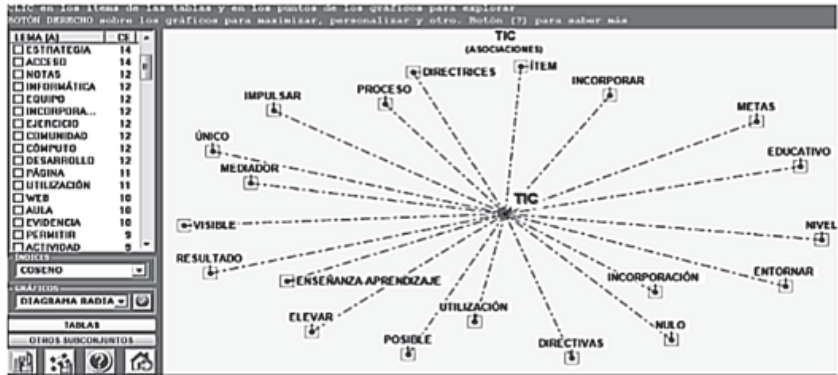 CLIC en los ítems de las tablas y en los puntos de los gráficos para explorar
BOTÓN DERECHO sobre los gráficos para maximizar, personalizar y otro. Botón (?) para saber más
LEMA [A] CE
ESTRATEGIA 14
ACCESO 14
NOTAS 12
INFORMÁTICA 12
EQUIPO 12
INCORPORA... 12
EJERCICIO 12
COMUNIDAD 12
CÓMPUTO 12
DESARROLLO 12
PÁGINA 11
UTILIZACIÓN 11
WEB 10
AULA 10
EVIDENCIA 10
PERMITIR 9
ACTIVIDAD 9
ÍNDICES
COSENO
GRÁFICOS
DIAGRAMA RADIA
TABLAS
OTROS SUBCONJUNTOS
TIC
(ASOCIACIONES)
DIRECTRICES
ÍTEM
INCORPORAR
PROCESO
IMPULSAR
METAS
ÚNICO
EDUCATIVO
MEDIADOR
TIC
VISIBLE
NIVEL
RESULTADO
ENSEÑANZA-APRENDIZAJE
INCORPORACIÓN
ENTORNAR
ELEVAR
UTILIZACIÓN
NULO
POSIBLE
DIRECTIVAS